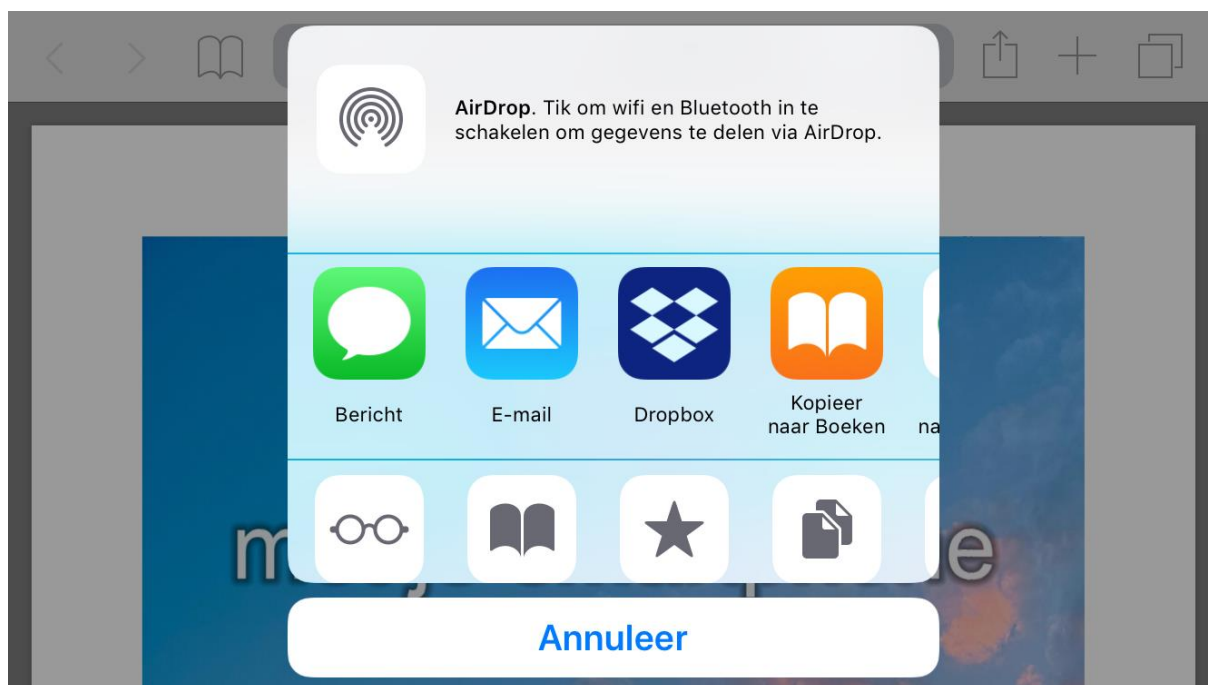 AirDrop. Tik om wifi en Bluetooth in te
schakelen om gegevens te delen via AirDrop.
Bericht
E-mail
Dropbox
Kopieer
naar Boeken
Annuleer